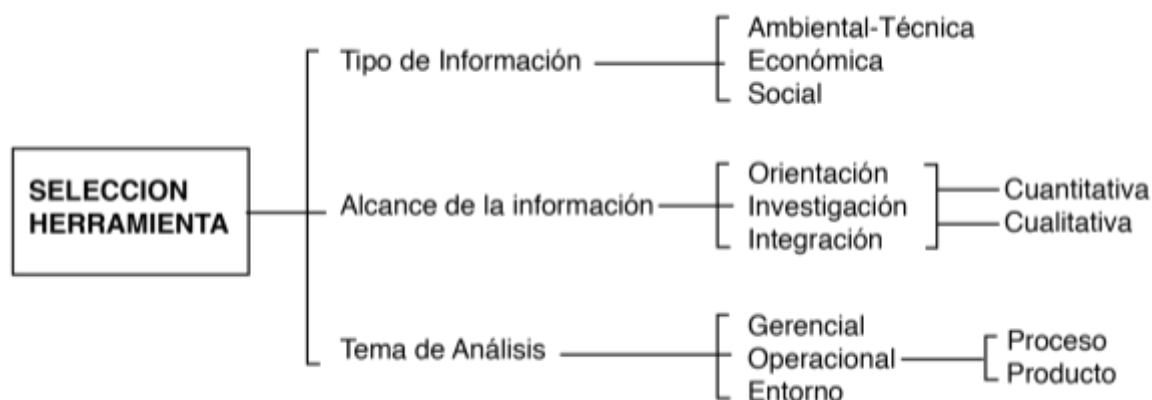 SELECCION
HERRAMIENTA
Tipo de Información
Ambiental-Técnica
Económica
Social
Alcance de la información
Orientación
Investigación
Integración
Cuantitativa
Cualitativa
Tema de Análisis
Gerencial
Operacional
Entorno
Proceso
Producto